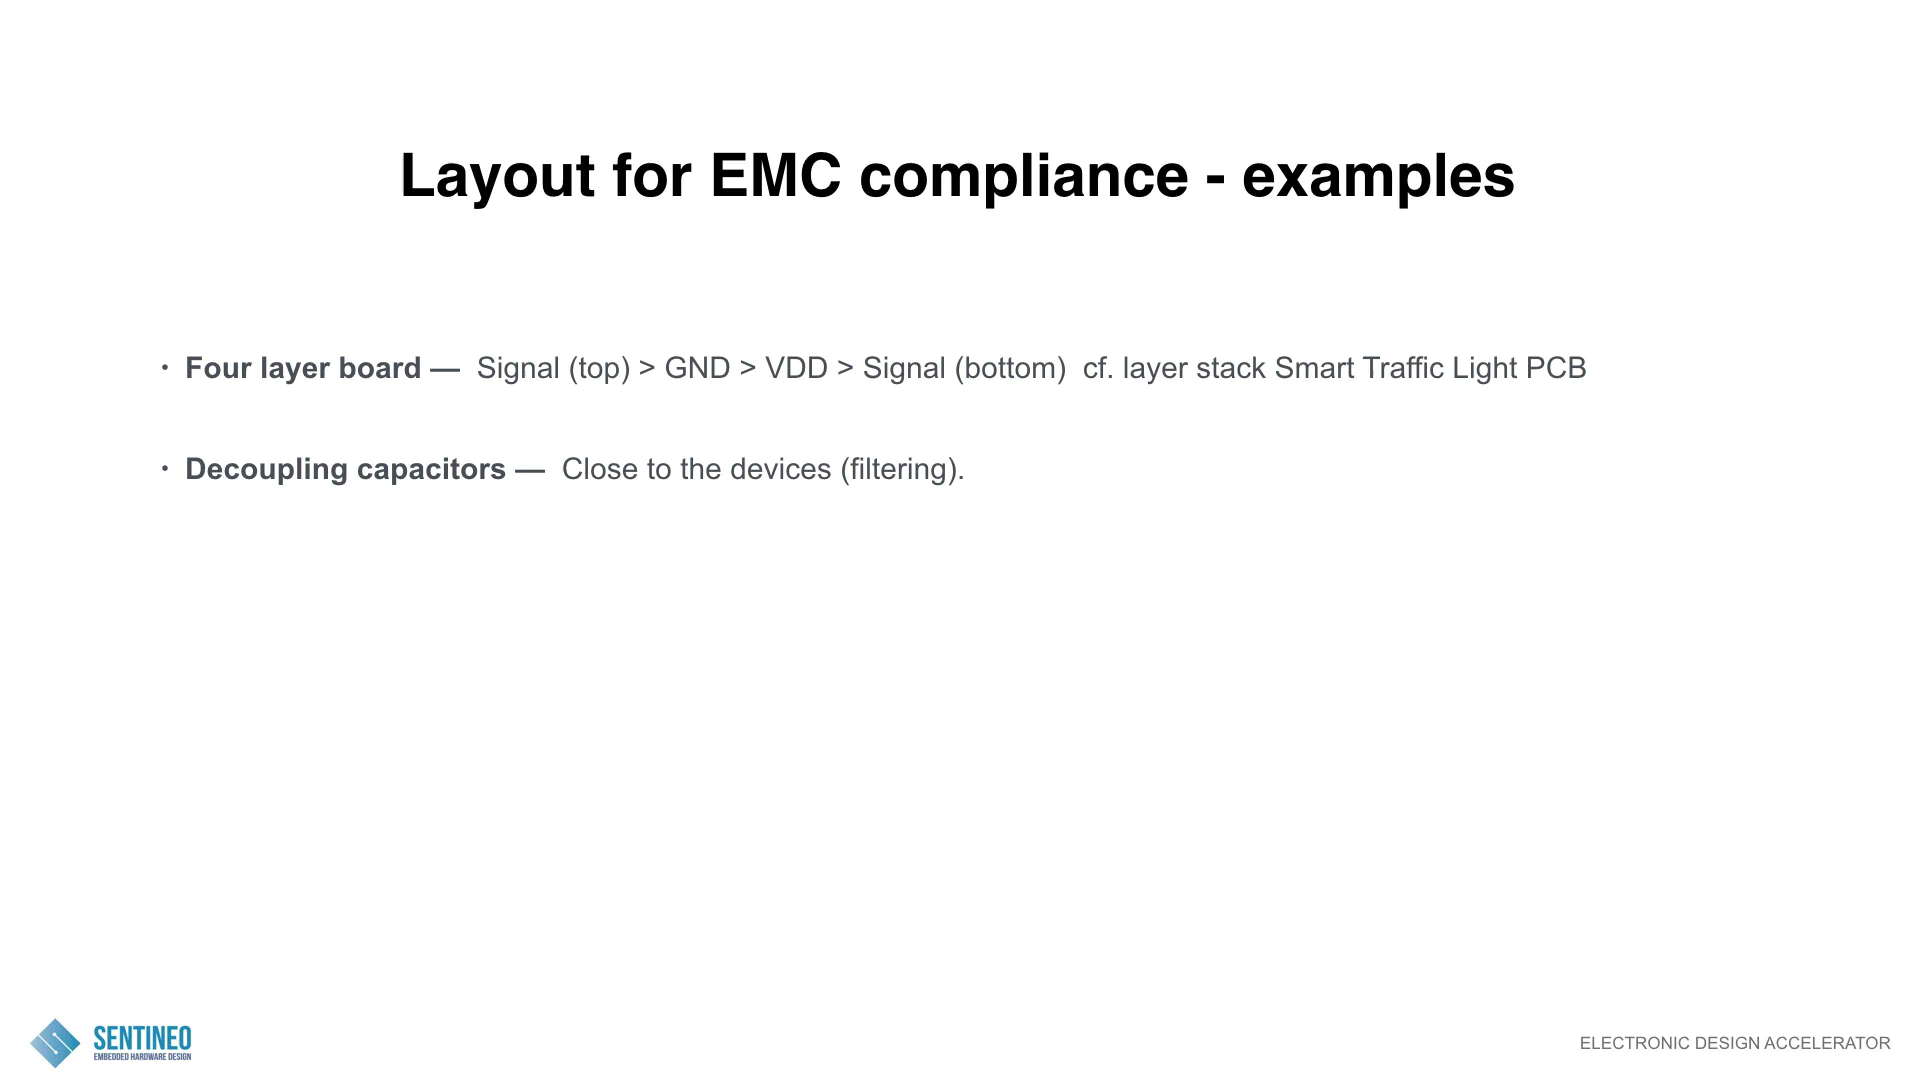 Layout for EMC compliance - examples
· Four layer board — Signal (top) > GND > VDD > Signal (bottom) cf. layer stack Smart Traffic Light PCB
· Decoupling capacitors — Close to the devices (filtering).
SENTINEO
EMBEDDED HARDWARE DESIGN
ELECTRONIC DESIGN ACCELERATOR